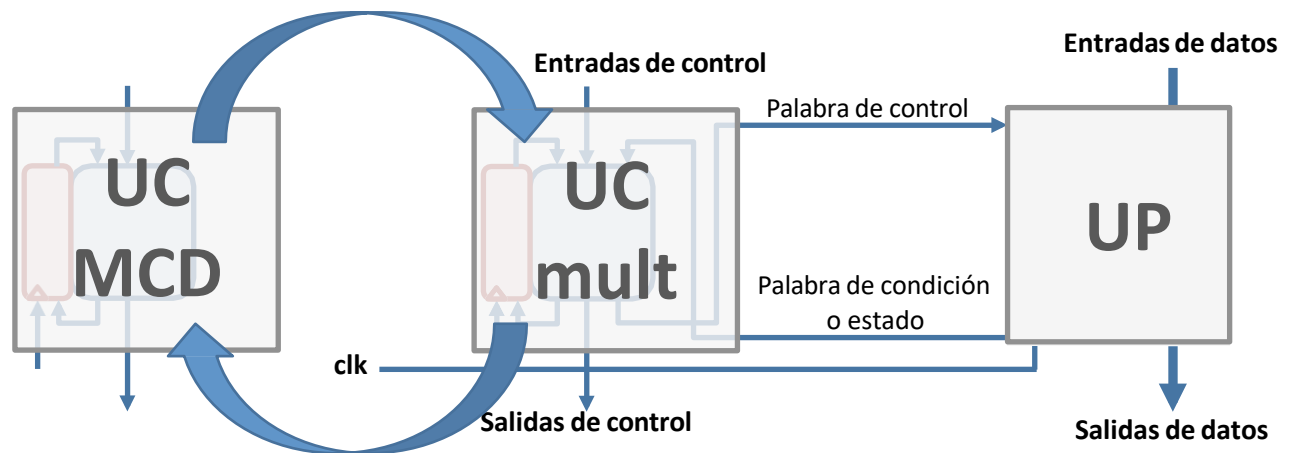 Entradas de datos
Entradas de control
Palabra de control
UC
MCD
UC
mult
UP
Palabra de condición
o estado
clk
Salidas de control
Salidas de datos